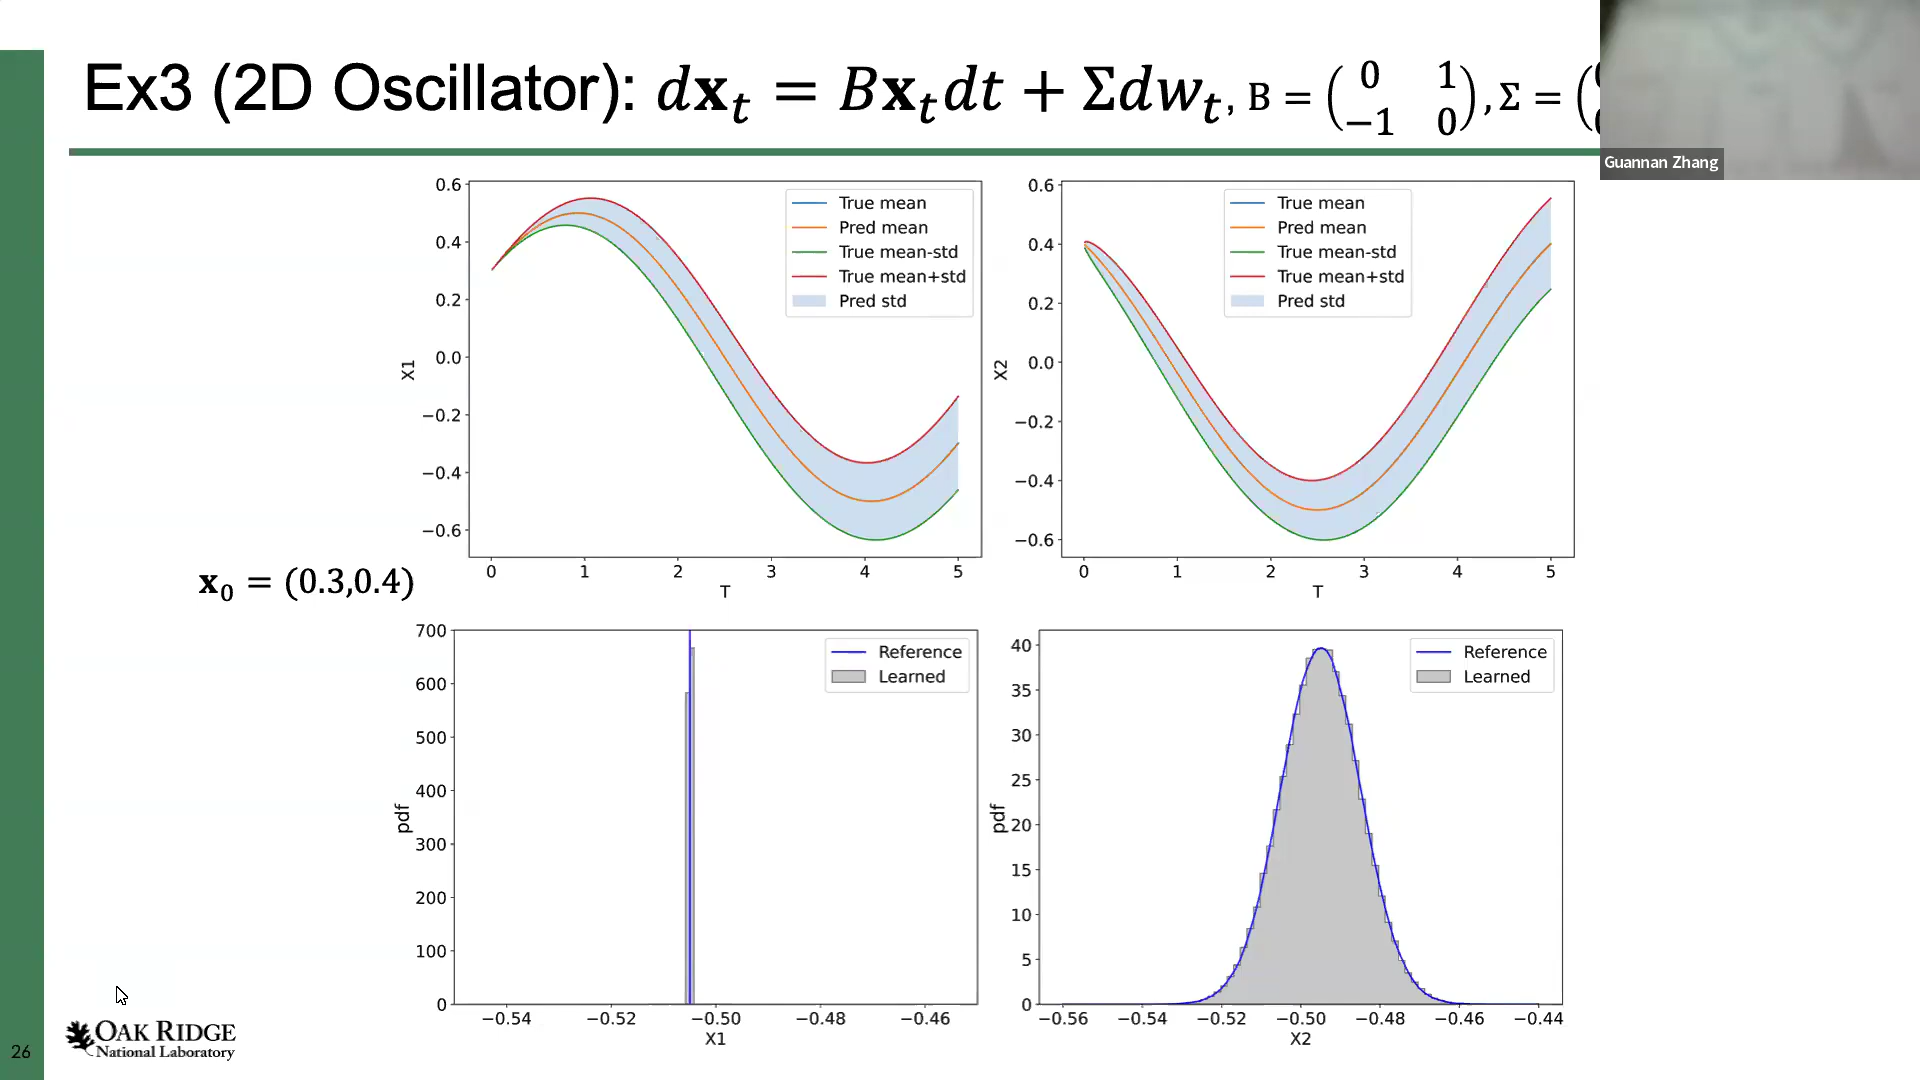 Ex3 (2D Oscillator): d𝐱ₜ = B𝐱ₜdt + Σdwₜ, B = (0 1
−1 0), Σ = (
Guannan Zhang
0.6
0.4
0.2
0.0
−0.2
−0.4
−0.6
X1
0 1 2 3 4 5
T
True mean
Pred mean
True mean-std
True mean+std
Pred std
0.6
0.4
0.2
0.0
−0.2
−0.4
−0.6
X2
0 1 2 3 4 5
T
True mean
Pred mean
True mean-std
True mean+std
Pred std
𝐱₀ = (0.3,0.4)
700
600
500
400
300
200
100
0
pdf
−0.54 −0.52 −0.50 −0.48 −0.46
X1
Reference
Learned
40
35
30
25
20
15
10
5
0
pdf
−0.56 −0.54 −0.52 −0.50 −0.48 −0.46 −0.44
X2
Reference
Learned
26
OAK RIDGE
National Laboratory